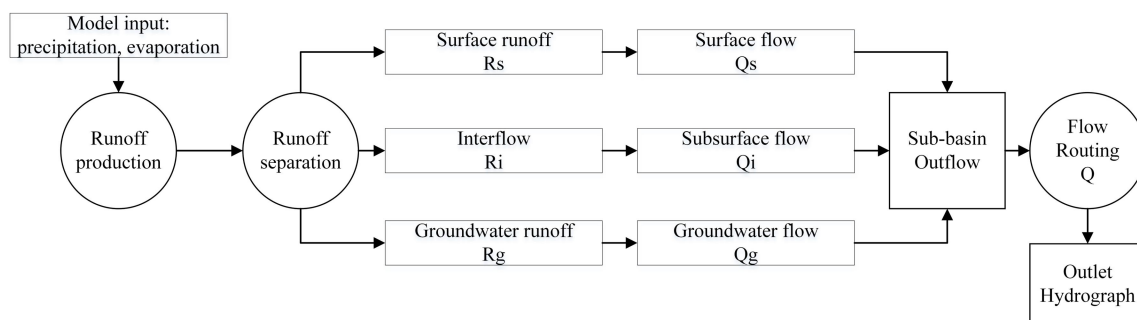 Model input:
precipitation, evaporation
Runoff
production
Runoff
separation
Surface runoff
Rs
Surface flow
Qs
Interflow
Ri
Subsurface flow
Qi
Groundwater runoff
Rg
Groundwater flow
Qg
Sub-basin
Outflow
Flow
Routing
Q
Outlet
Hydrograph